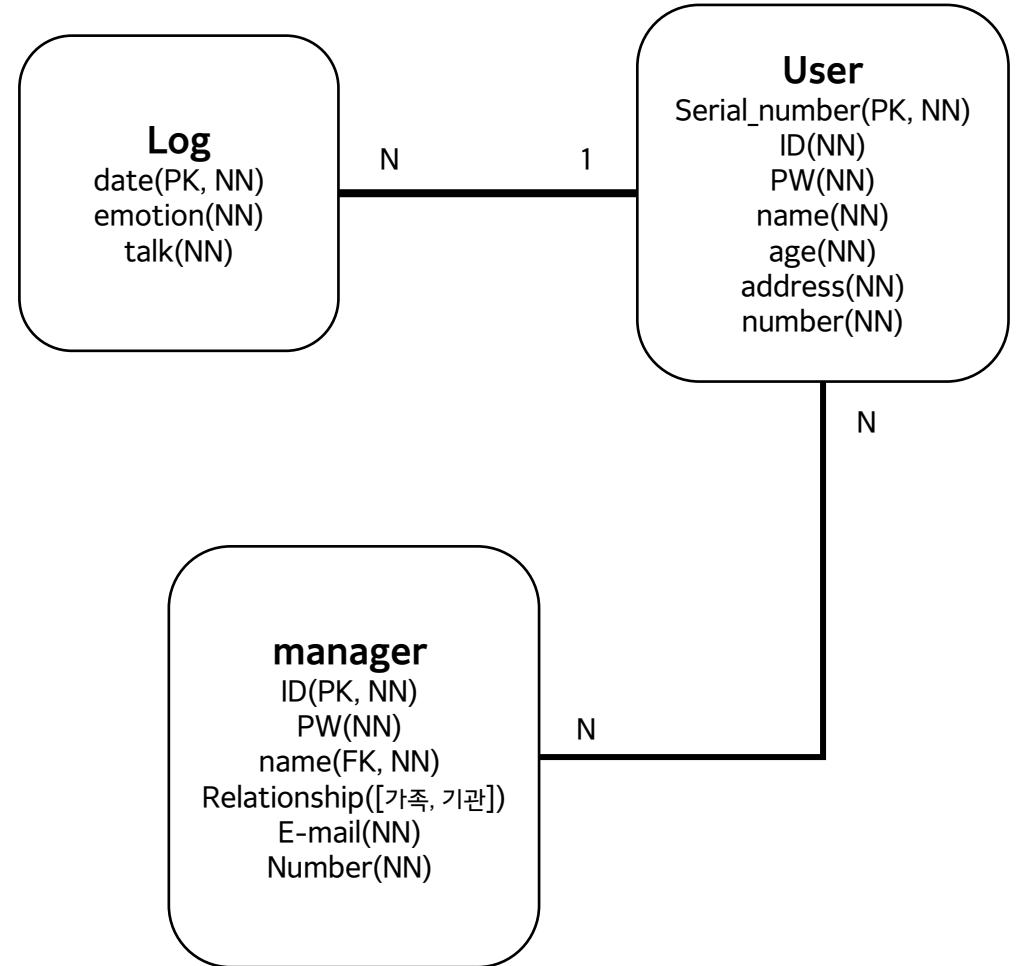 Log
date(PK, NN)
emotion(NN)
talk(NN)
N
1
User
Serial_number(PK, NN)
ID(NN)
PW(NN)
name(NN)
age(NN)
address(NN)
number(NN)
N
manager
ID(PK, NN)
PW(NN)
name(FK, NN)
Relationship([가족, 기관])
E-mail(NN)
Number(NN)
N